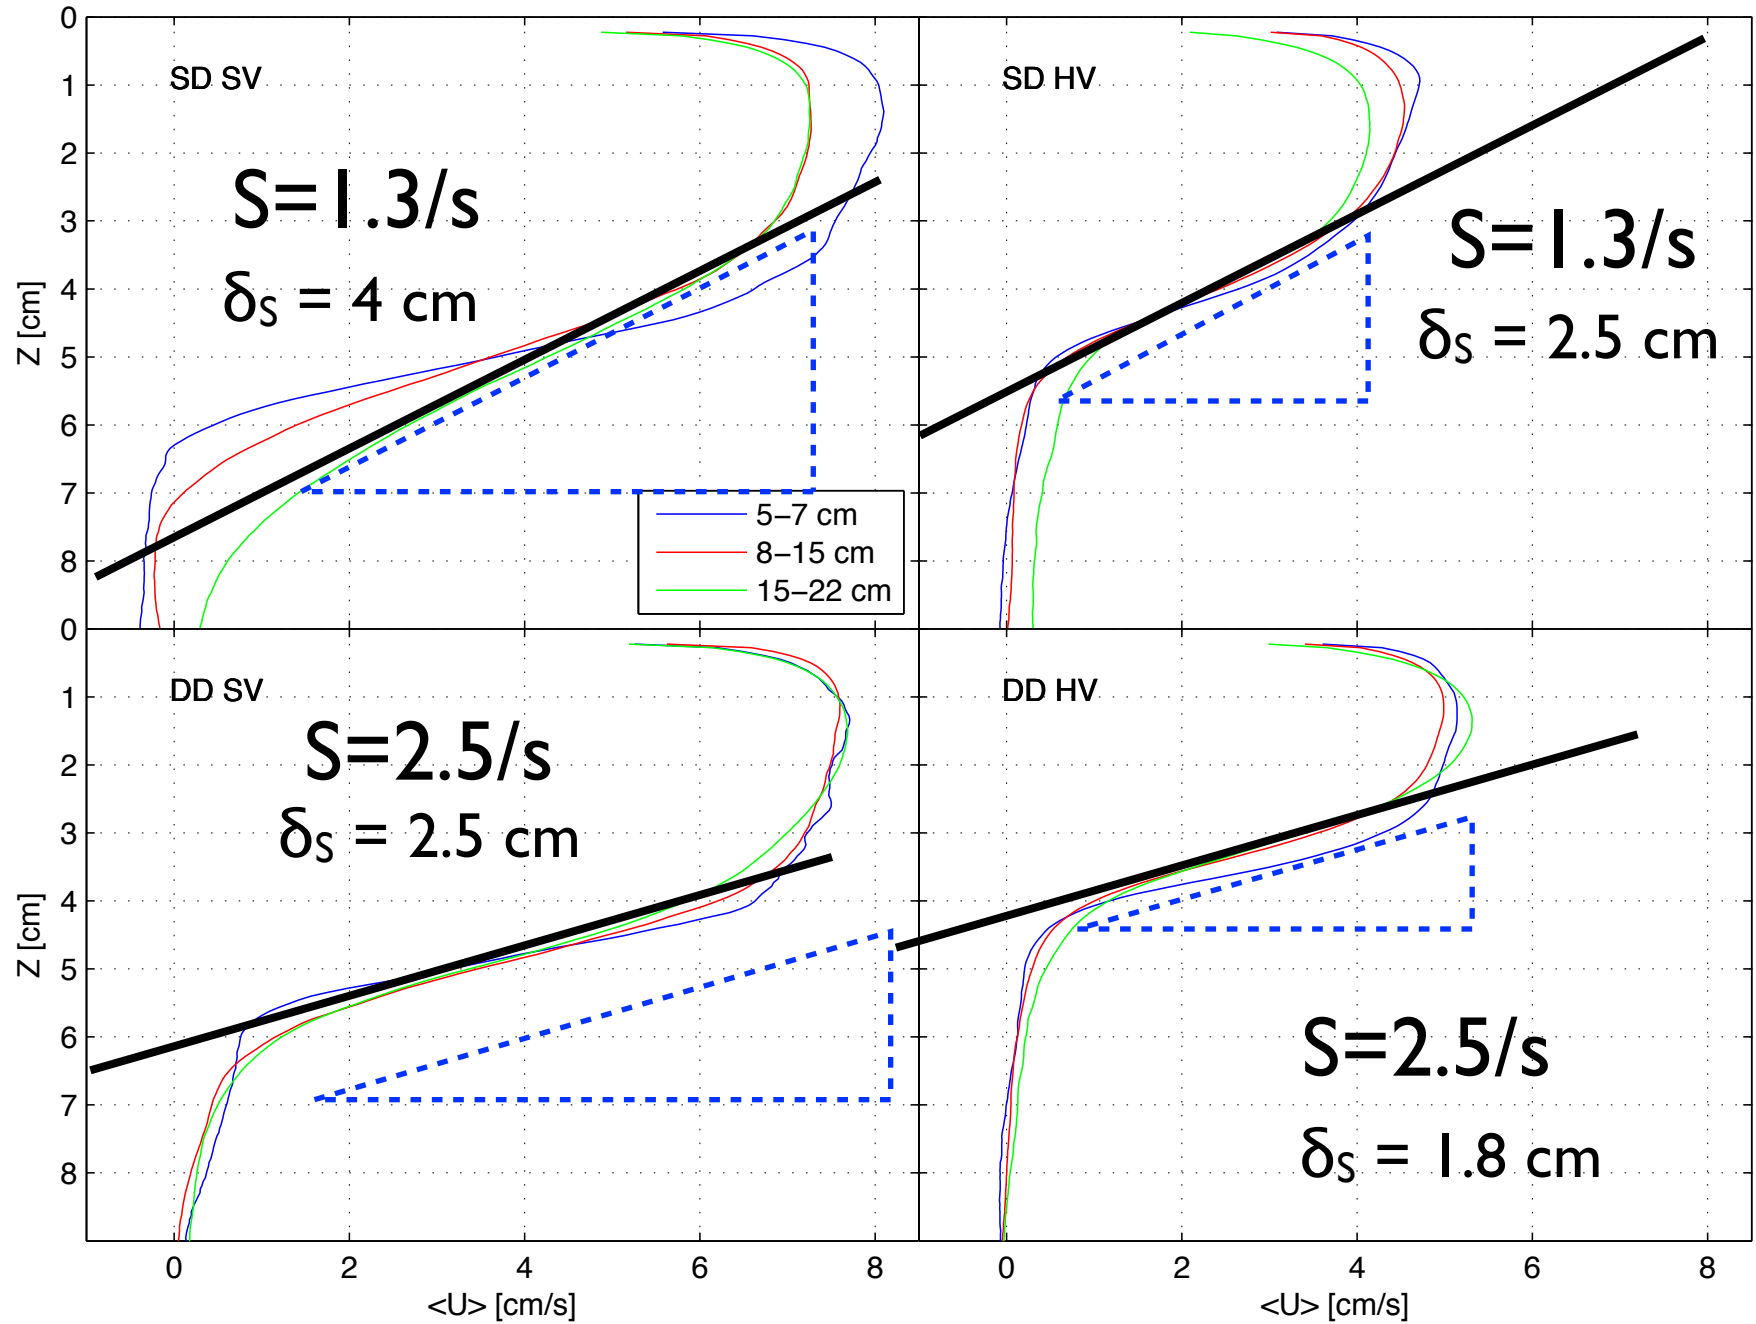 0
1
2
3
4
5
6
7
8
Z [cm]
SD SV
S=1.3/s
δS = 4 cm
5–7 cm
8–15 cm
15–22 cm
SD HV
S=1.3/s
δS = 2.5 cm
0
1
2
3
4
5
6
7
8
Z [cm]
DD SV
S=2.5/s
δS = 2.5 cm
0 2 4 6 8
<U> [cm/s]
DD HV
S=2.5/s
δS = 1.8 cm
0 2 4 6 8
<U> [cm/s]